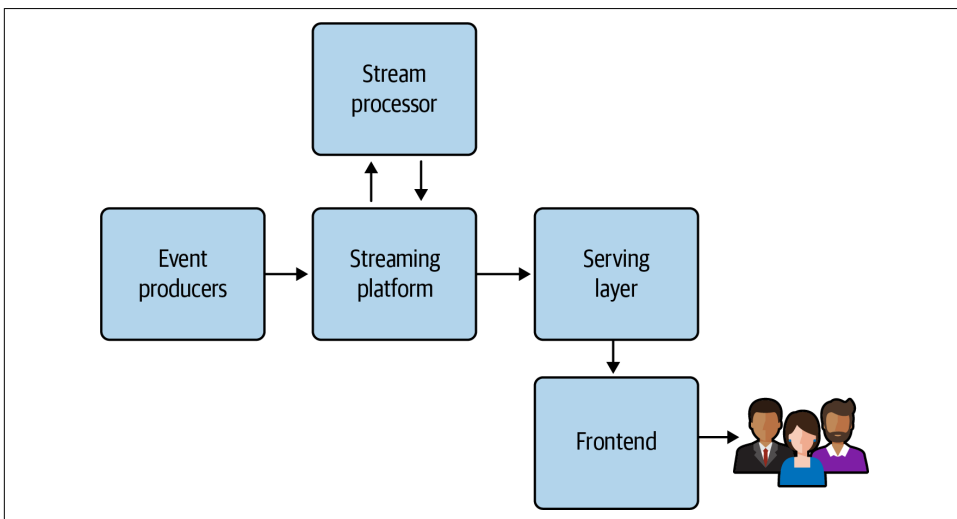 Stream
processor
Event
producers
Streaming
platform
Serving
layer
Frontend